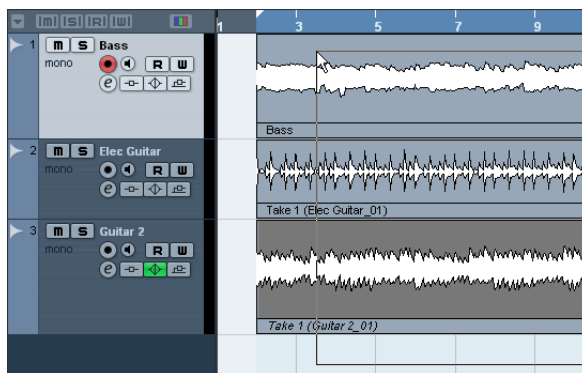 m S R W
1 3 5 7 9
1 m S Bass
mono R W
e
Bass
2 m S Elec Guitar
mono R W
e
Take 1 (Elec Guitar_01)
3 m S Guitar 2
mono R W
e
Take 1 (Guitar 2_01)